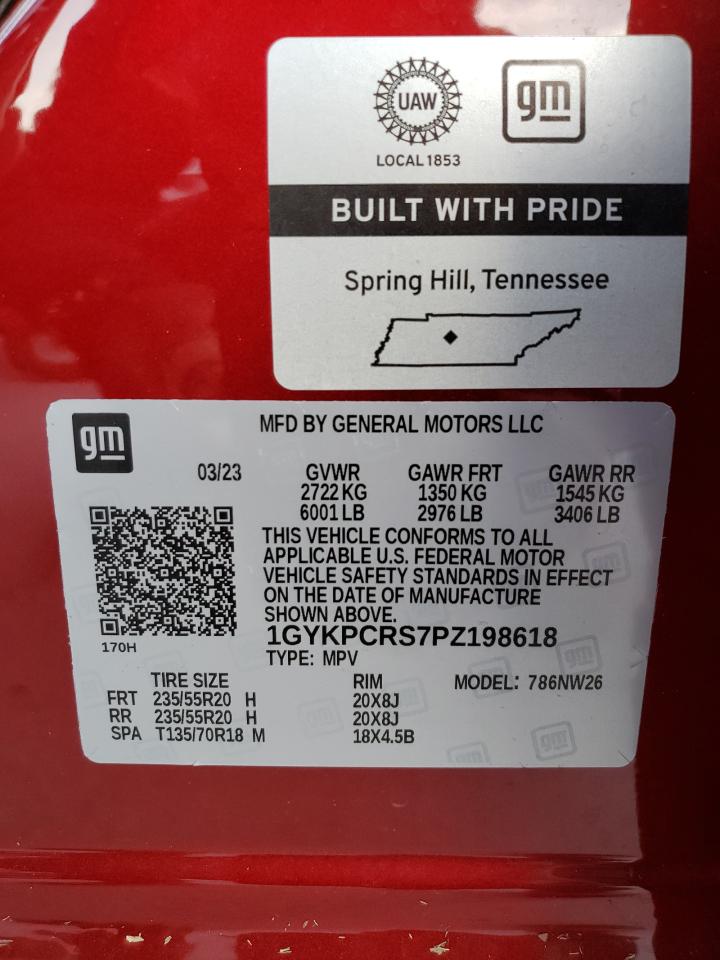 UAW
gm
LOCAL 1853
BUILT WITH PRIDE
Spring Hill, Tennessee
gm
MFD BY GENERAL MOTORS LLC
03/23 GVWR GAWR FRT GAWR RR
2722 KG 1350 KG 1545 KG
6001 LB 2976 LB 3406 LB
THIS VEHICLE CONFORMS TO ALL
APPLICABLE U.S. FEDERAL MOTOR
VEHICLE SAFETY STANDARDS IN EFFECT
ON THE DATE OF MANUFACTURE
SHOWN ABOVE.
170H
1GYKPCRS7PZ198618
TYPE: MPV
TIRE SIZE RIM MODEL: 786NW26
FRT 235/55R20 H 20X8J
RR 235/55R20 H 20X8J
SPA T135/70R18 M 18X4.5B